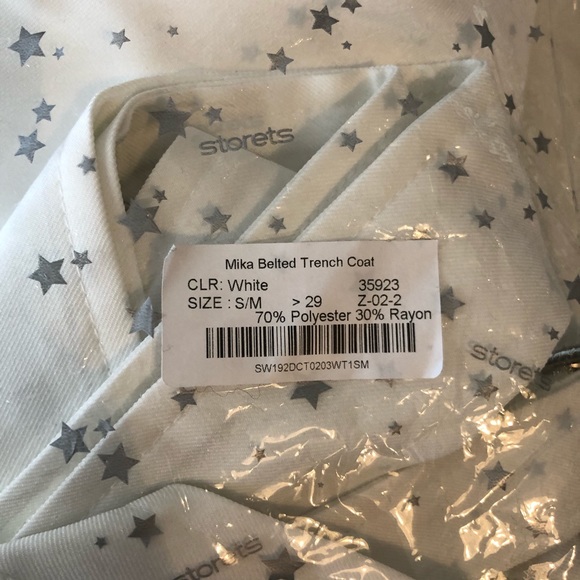 storets
Mika Belted Trench Coat
CLR: White 35923
SIZE : S/M > 29 Z-02-2
70% Polyester 30% Rayon
SW192DCT0203WT1SM
storets
storets